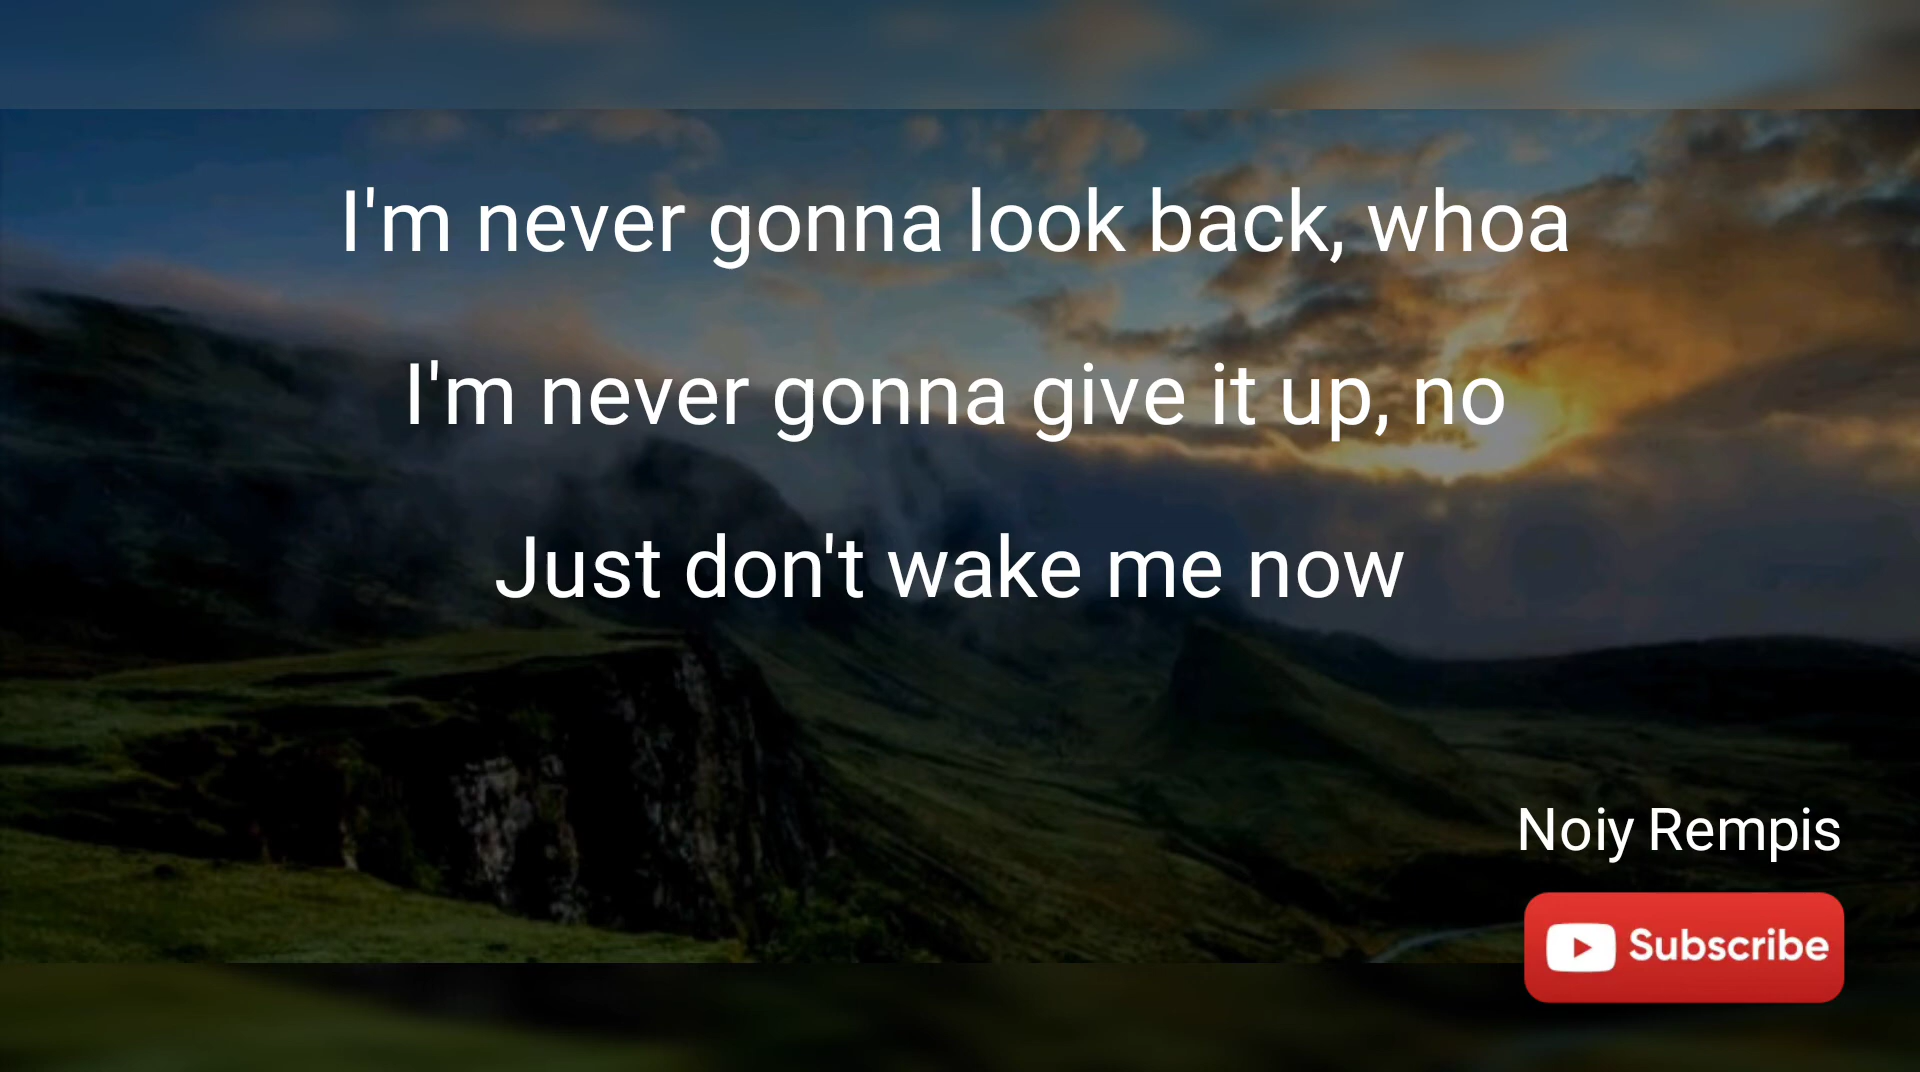 I'm never gonna look back, whoa
I'm never gonna give it up, no
Just don't wake me now
Noiy Rempis
Subscribe